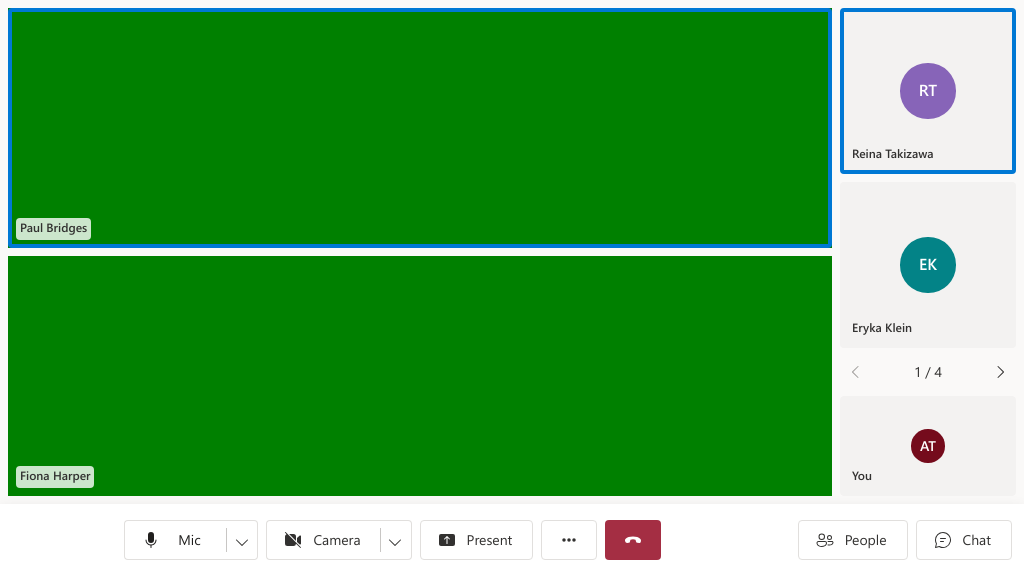 Paul Bridges
RT
Reina Takizawa
EK
Eryka Klein
1 / 4
Fiona Harper
AT
You
Mic
Camera
Present
People
Chat